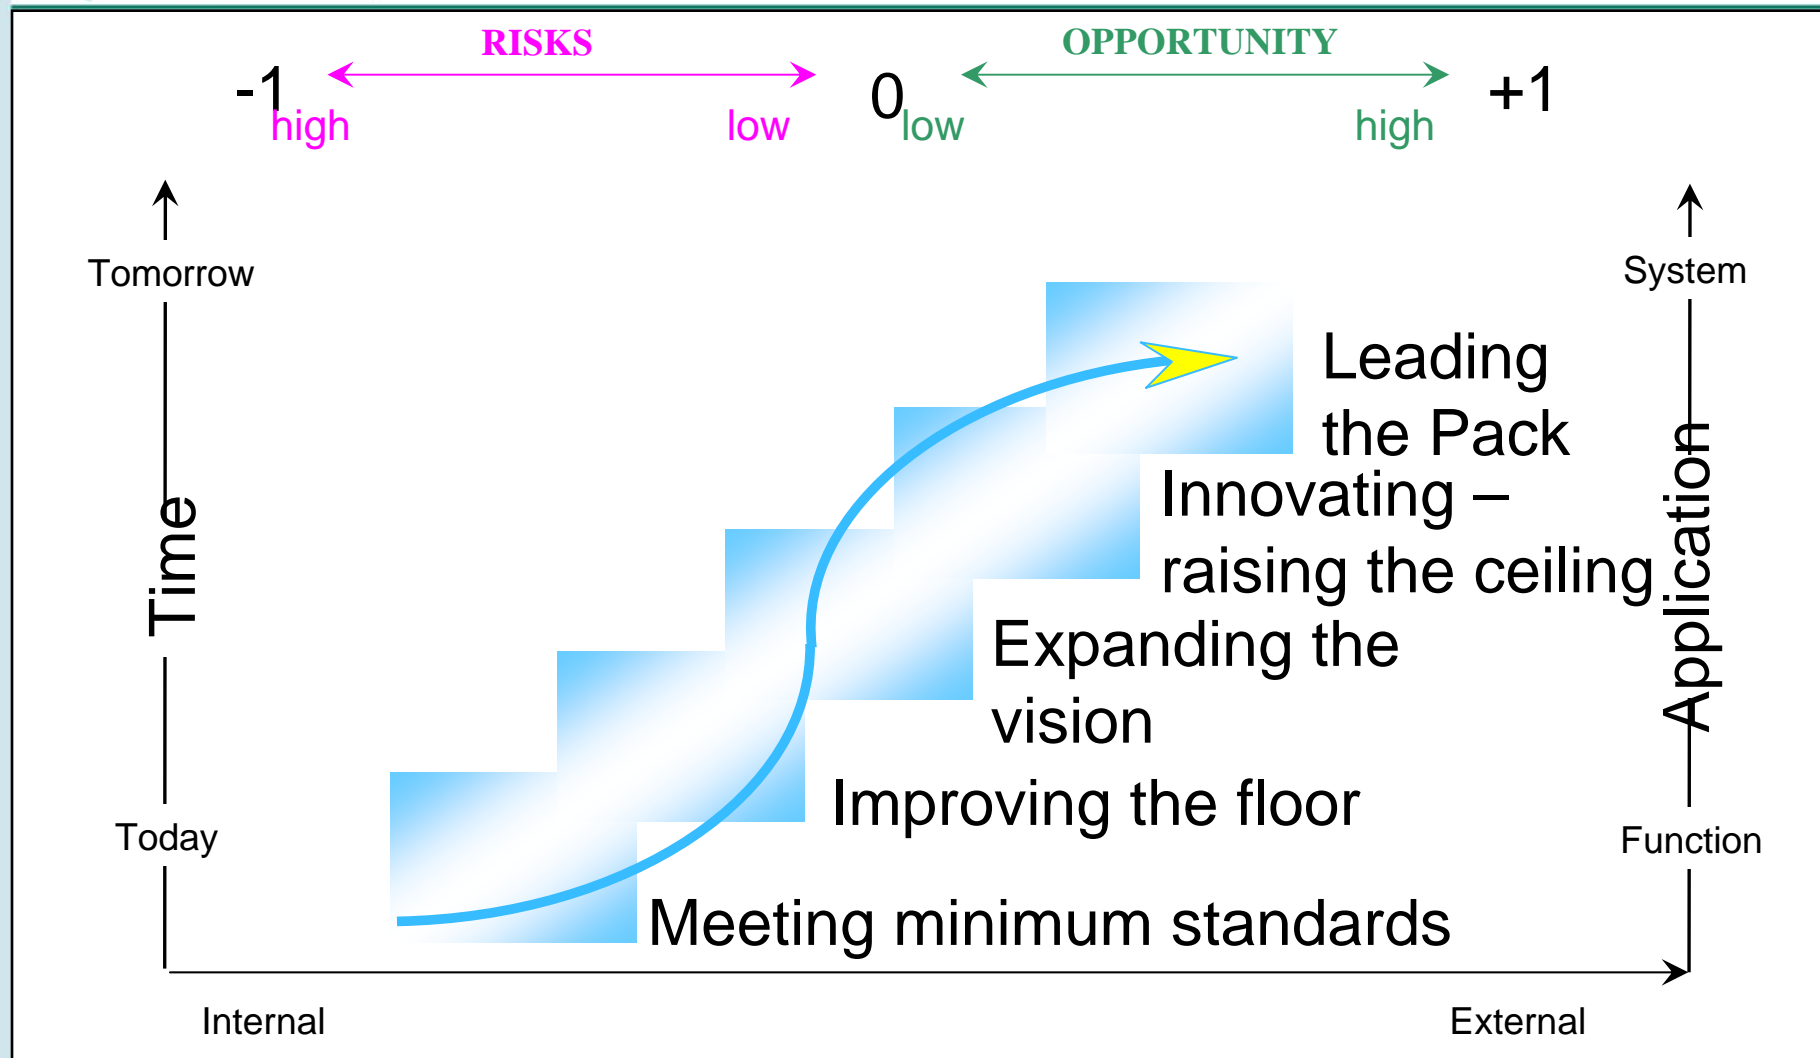 RISKS
OPPORTUNITY
-1
0
+1
high
low
low
high
Tomorrow
System
Leading
the Pack
Innovating –
raising the ceiling
Time
Application
Expanding the
vision
Improving the floor
Today
Function
Meeting minimum standards
Internal
External